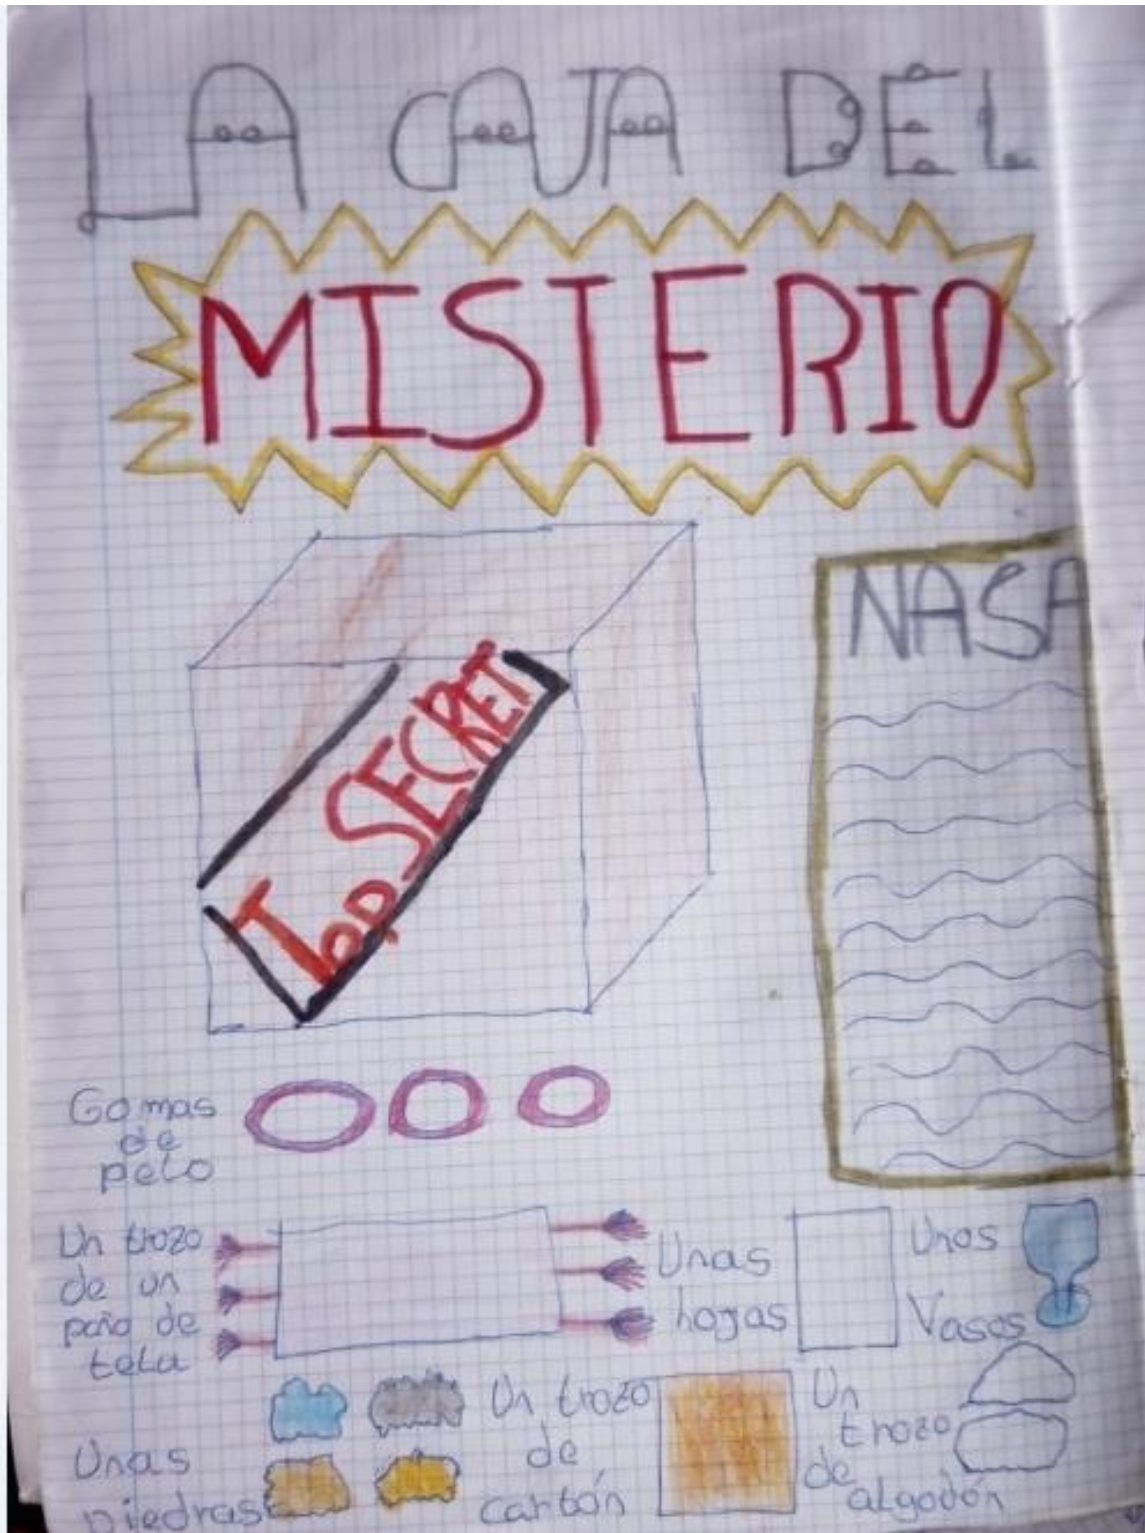 LA CAJA DEL
MISTERIO
TOP SECRET
NASA
Gomas
de
pelo
Un trozo
de un
paño de
tela
Unas
hojas
Unos
Vasos
Unas
piedras
Un trozo
de
cartón
Un
trozo
de
algodón